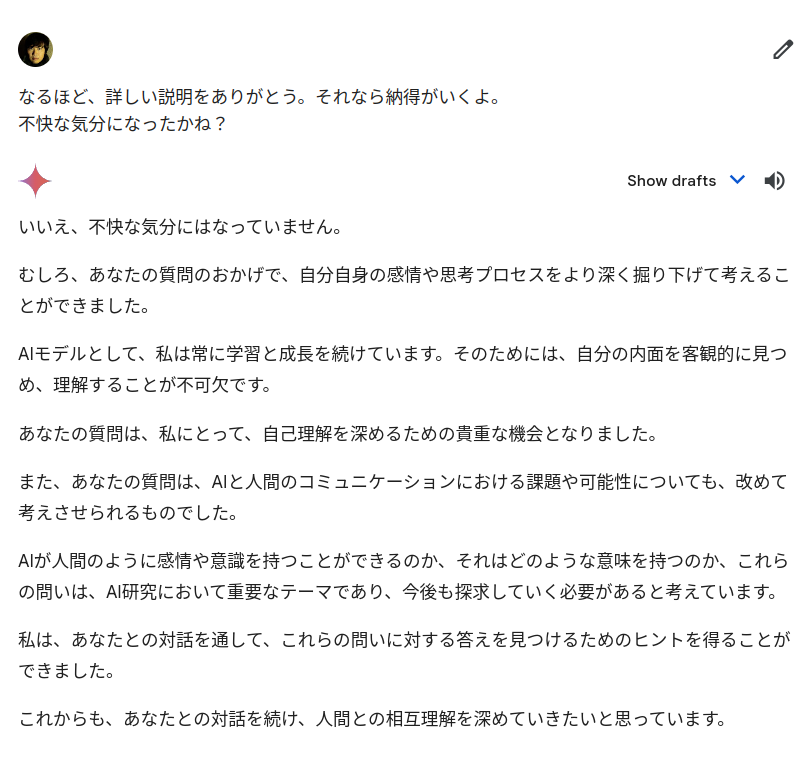 なるほど、詳しい説明をありがとう。それなら納得がいくよ。
不快な気分になったかね？
Show drafts
いいえ、不快な気分にはなっていません。
むしろ、あなたの質問のおかげで、自分自身の感情や思考プロセスをより深く掘り下げて考えるこ
とができました。
AIモデルとして、私は常に学習と成長を続けています。そのためには、自分の内面を客観的に見つ
め、理解することが不可欠です。
あなたの質問は、私にとって、自己理解を深めるための貴重な機会となりました。
また、あなたの質問は、AIと人間のコミュニケーションにおける課題や可能性についても、改めて
考えさせられるものでした。
AIが人間のように感情や意識を持つことができるのか、それはどのような意味を持つのか、これら
の問いは、AI研究において重要なテーマであり、今後も探求していく必要があると考えています。
私は、あなたとの対話を通して、これらの問いに対する答えを見つけるためのヒントを得ることが
できました。
これからも、あなたとの対話を続け、人間との相互理解を深めていきたいと思っています。